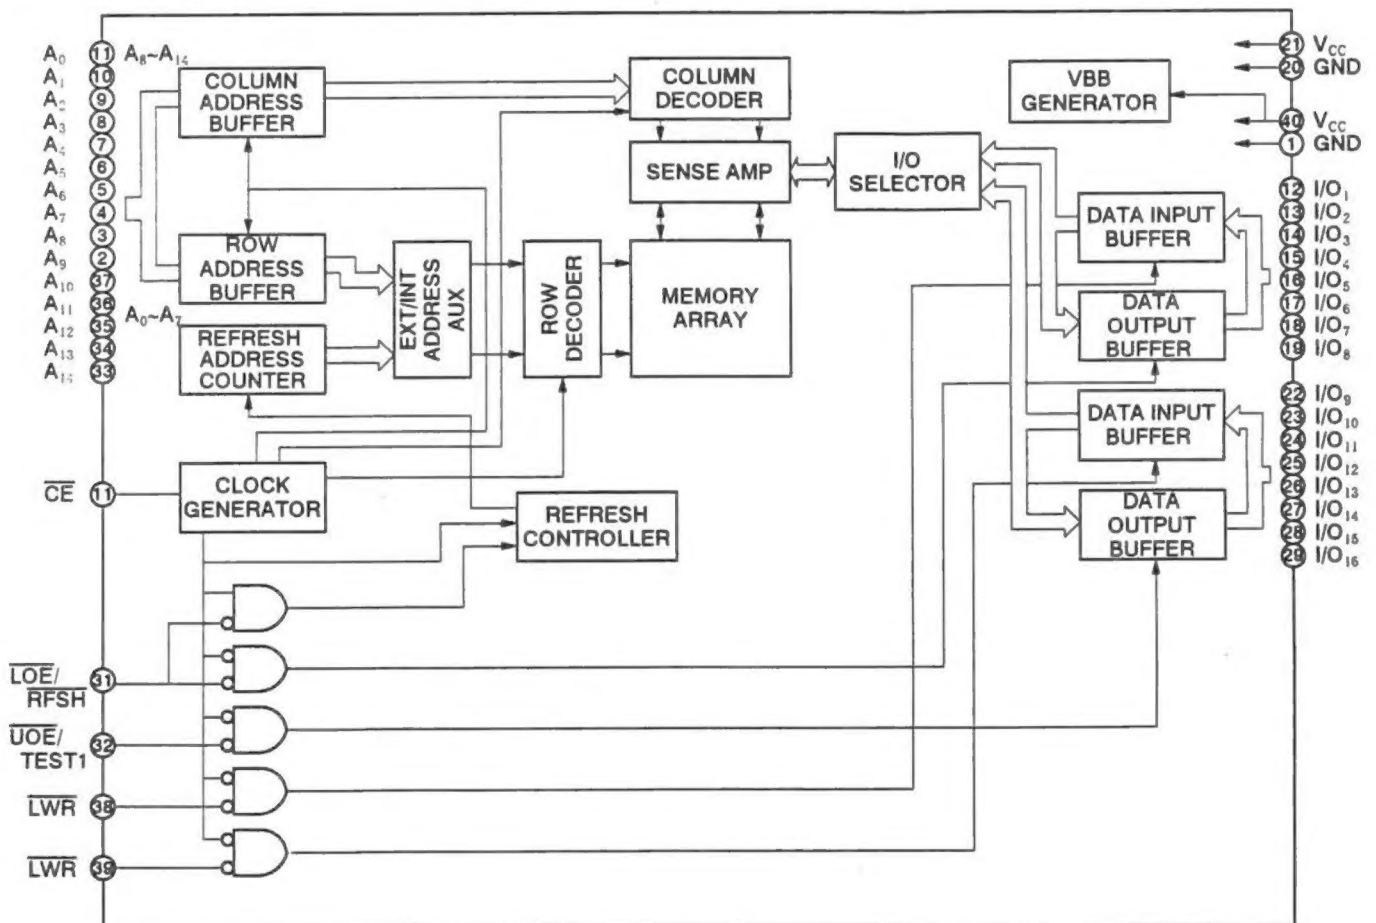 A₀ 11 A₈~A₁₄
A₁ 10
A₂ 9
A₃ 8
A₄ 7
A₅ 6
A₆ 5
A₇ 4
A₈ 3
A₉ 2
A₁₀ 37
A₁₁ 36
A₁₂ 35 A₀~A₇
A₁₃ 34
A₁₄ 33
COLUMN
ADDRESS
BUFFER
ROW
ADDRESS
BUFFER
REFRESH
ADDRESS
COUNTER
EXT/INT
ADDRESS
AUX
ROW
DECODER
COLUMN
DECODER
SENSE AMP
MEMORY
ARRAY
I/O
SELECTOR
VBB
GENERATOR
21 VCC
20 GND
40 VCC
1 GND
DATA INPUT
BUFFER
DATA
OUTPUT
BUFFER
DATA INPUT
BUFFER
DATA
OUTPUT
BUFFER
12 I/O₁
13 I/O₂
14 I/O₃
15 I/O₄
16 I/O₅
17 I/O₆
18 I/O₇
19 I/O₈
22 I/O₉
23 I/O₁₀
24 I/O₁₁
25 I/O₁₂
26 I/O₁₃
27 I/O₁₄
28 I/O₁₅
29 I/O₁₆
C̅E̅ 11
CLOCK
GENERATOR
REFRESH
CONTROLLER
L̅O̅E̅/
R̅F̅S̅H̅ 31
U̅O̅E̅/
TEST1 32
L̅W̅R̅ 38
L̅W̅R̅ 39